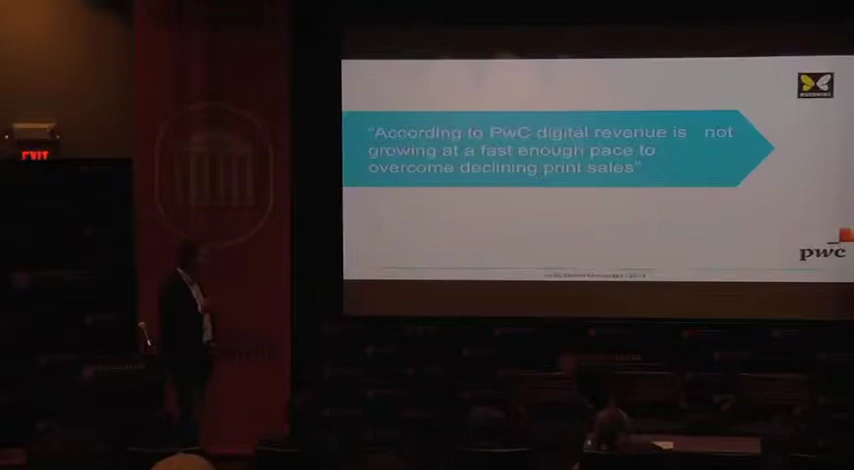 "According to PwC digital revenue is not
growing at a fast enough pace to
overcome declining print sales"
pwc
EXIT